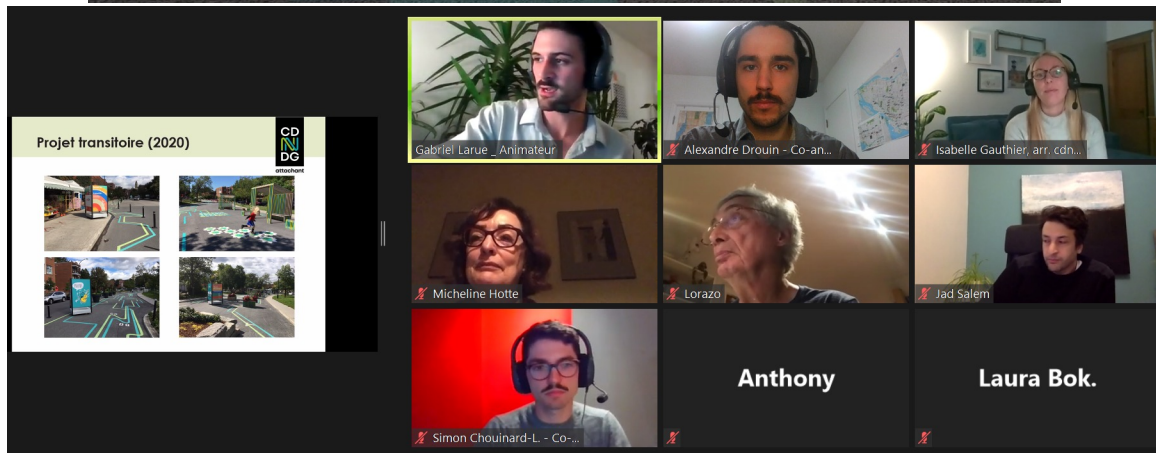 Projet transitoire (2020)
CD
N
DG
attachant
Gabriel Larue _ Animateur
Alexandre Drouin - Co-an...
Isabelle Gauthier, arr. cdn...
Micheline Hotte
Lorazo
Jad Salem
Simon Chouinard-L. - Co-...
Anthony
Laura Bok.